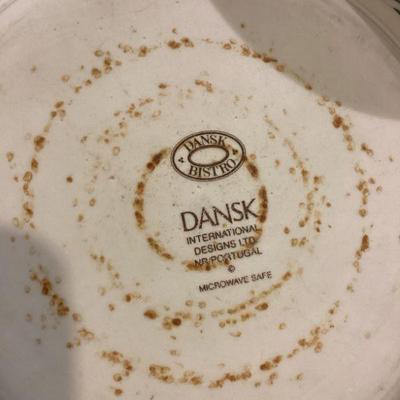 DANSK
BISTRO
DANSK
INTERNATIONAL
DESIGNS LTD
NR/PORTUGAL
©
MICROWAVE SAFE